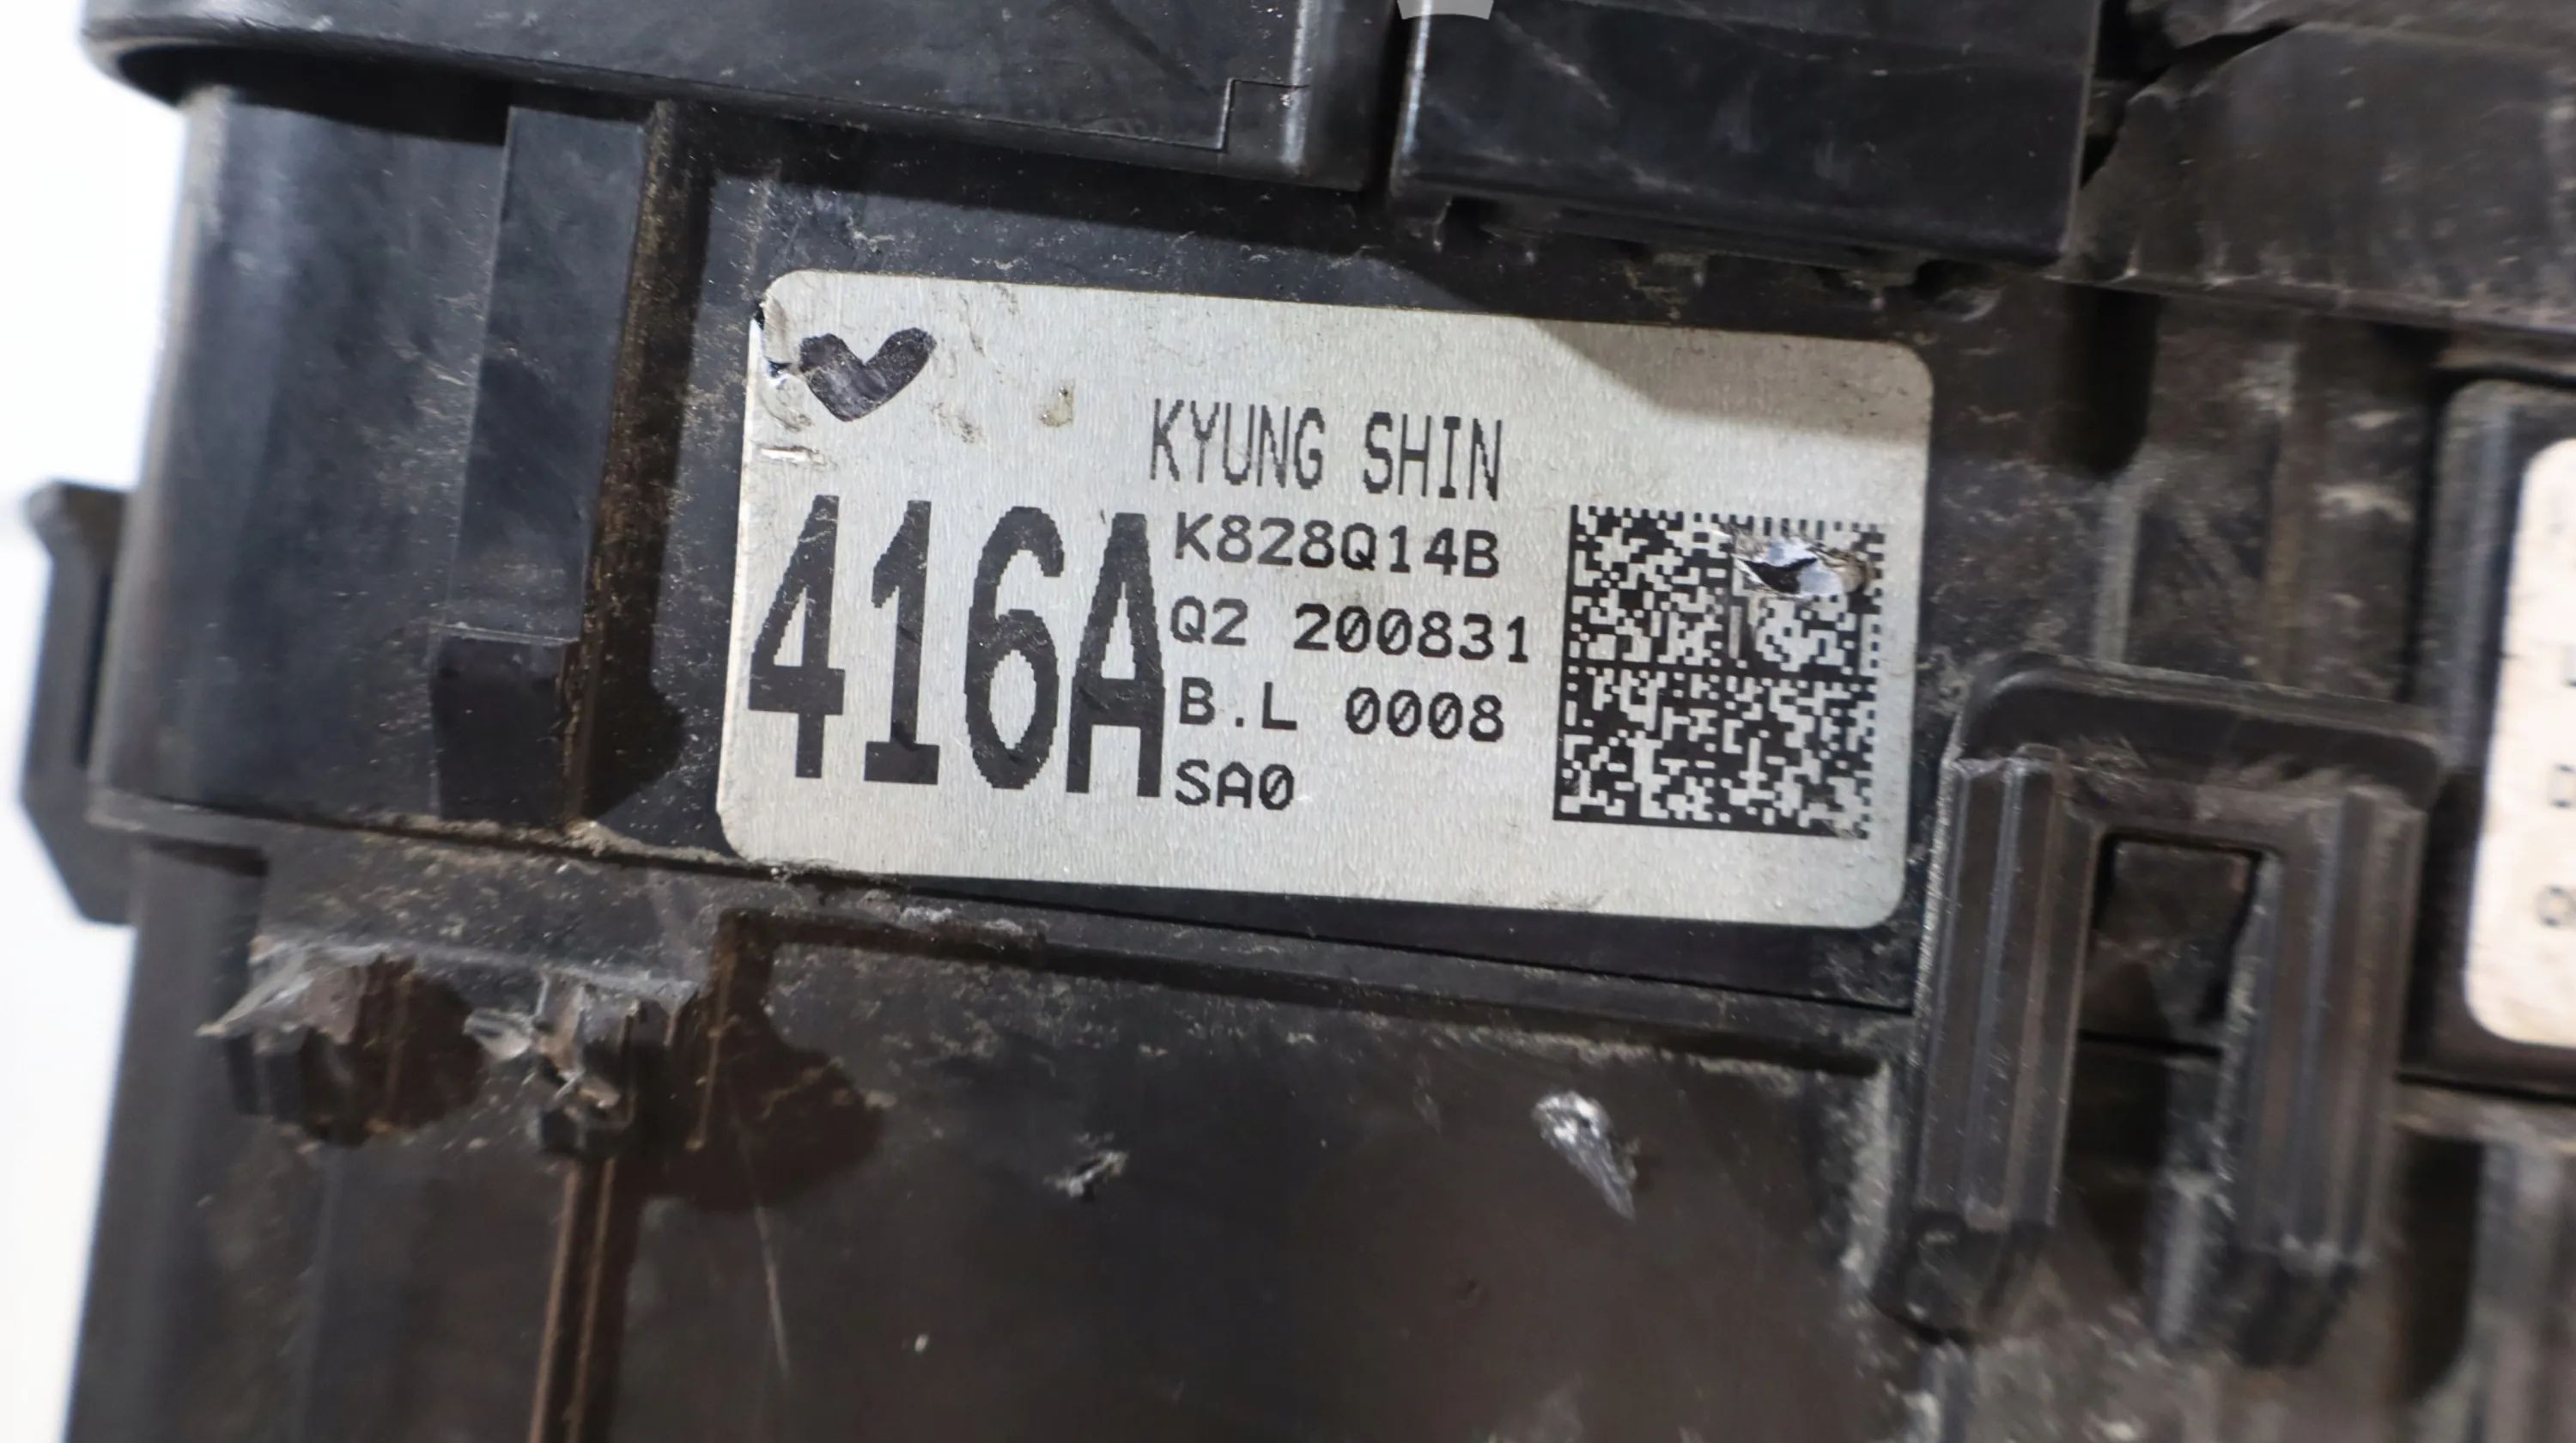 KYUNG SHIN
416A
K828Q14B
Q2 200831
B.L 0008
SA0